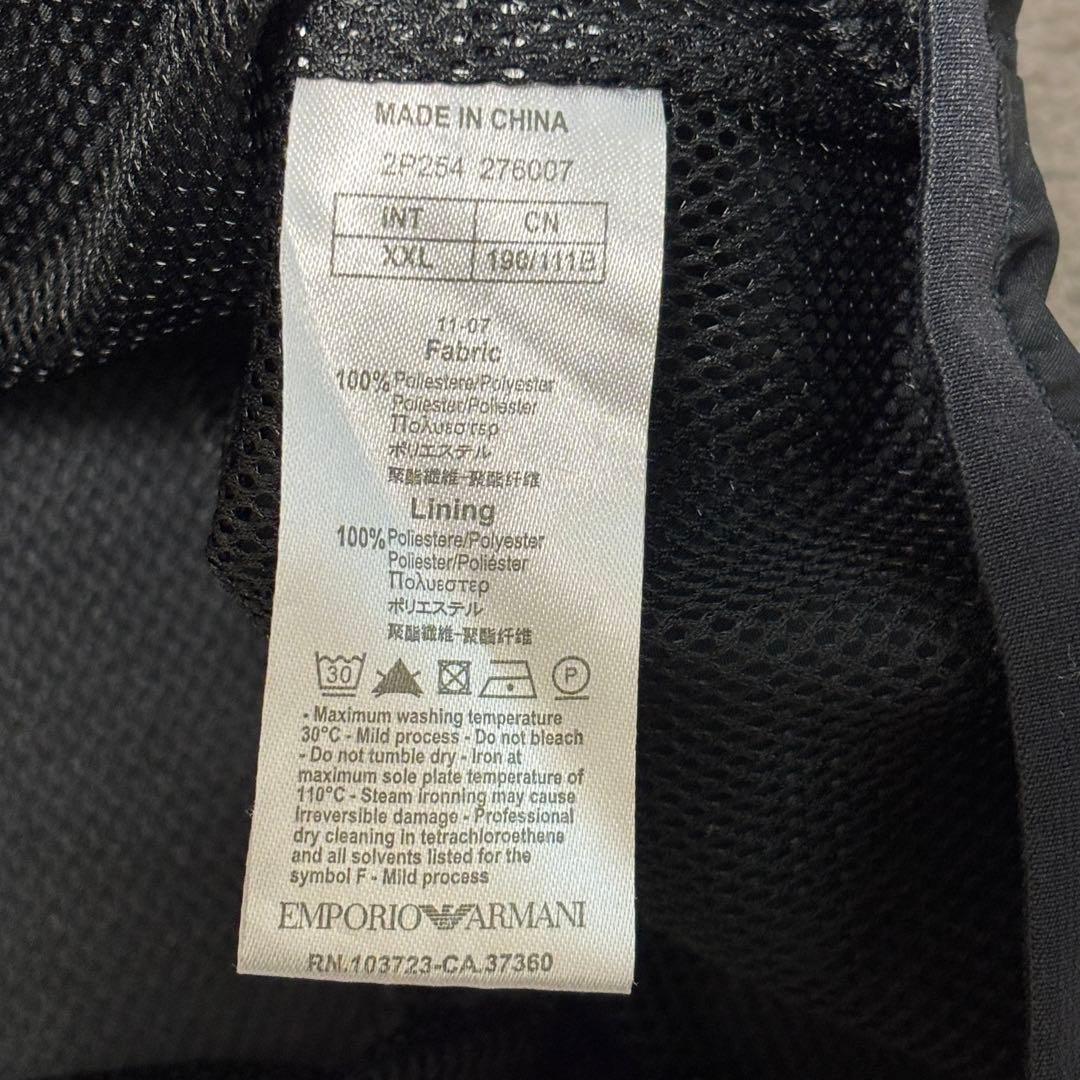 MADE IN CHINA
2P254 276007
INT CN
XXL 190/111B
11-07
Fabric
100% Poliestere/Polyester
Poliester/Poliester
Πολυεστερ
ポリエステル
聚酯纖維-聚酯纤维
Lining
100% Poliestere/Polyester
Poliester/Poliéster
Πολυεστερ
ポリエステル
聚酯纖維-聚酯纤维
30 P
- Maximum washing temperature
30°C - Mild process - Do not bleach
- Do not tumble dry - Iron at
maximum sole plate temperature of
110°C - Steam ironning may cause
Irreversible damage - Professional
dry cleaning in tetrachloroethene
and all solvents listed for the
symbol F - Mild process
EMPORIO ARMANI
RN.103723-CA.37360